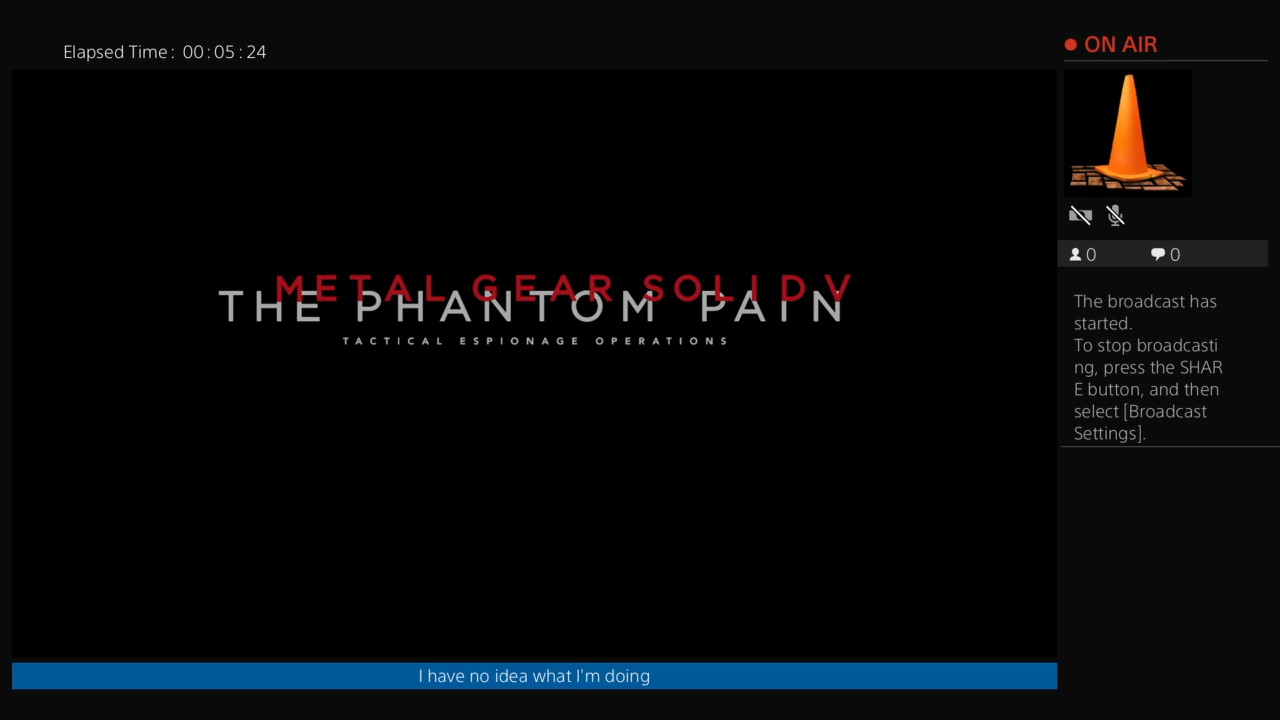 Elapsed Time: 00:05:24
ON AIR
METAL GEAR SOLID V
THE PHANTOM PAIN
TACTICAL ESPIONAGE OPERATIONS
0 0
The broadcast has
started.
To stop broadcasti
ng, press the SHAR
E button, and then
select [Broadcast
Settings].
I have no idea what I'm doing